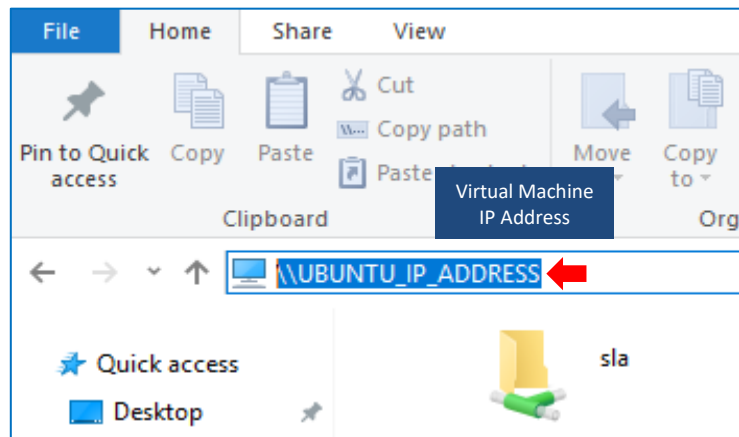 File Home Share View
Pin to Quick access
Copy
Paste
Cut
\\... Copy path
Paste
Move
Copy to
Clipboard
Org
Virtual Machine
IP Address
\\UBUNTU_IP_ADDRESS
Quick access
sla
Desktop